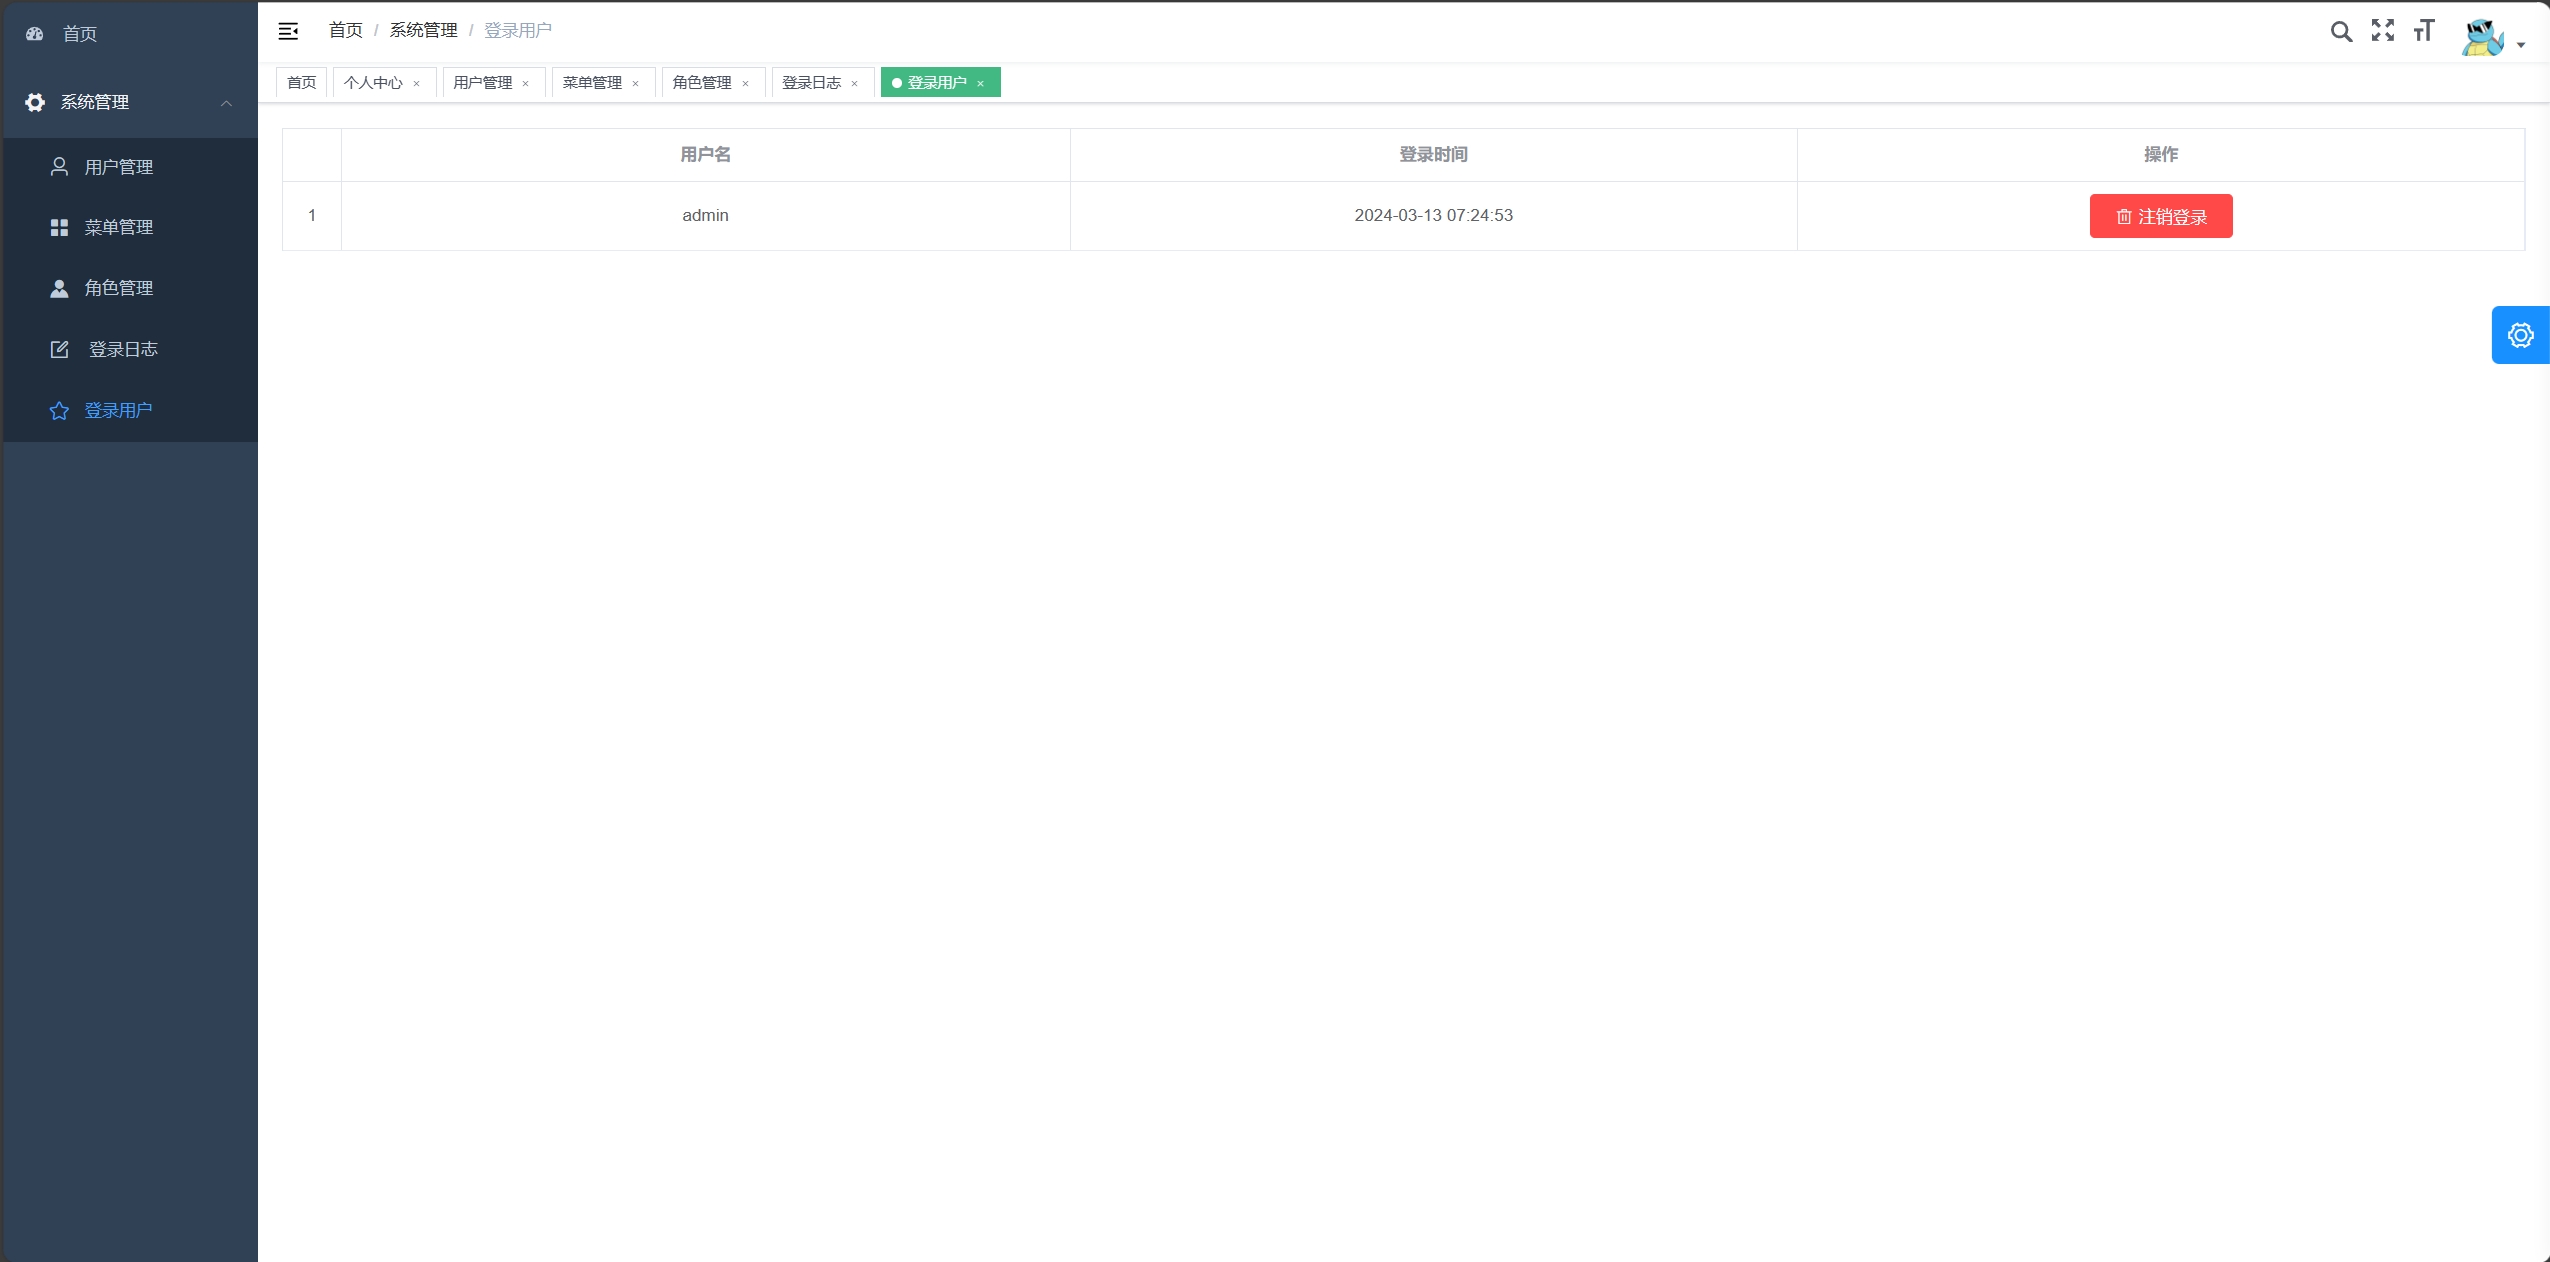 首页
系统管理
用户管理
菜单管理
角色管理
登录日志
登录用户
首页 / 系统管理 / 登录用户
首页 个人中心 × 用户管理 × 菜单管理 × 角色管理 × 登录日志 × 登录用户 ×
用户名 登录时间 操作
1 admin 2024-03-13 07:24:53 注销登录